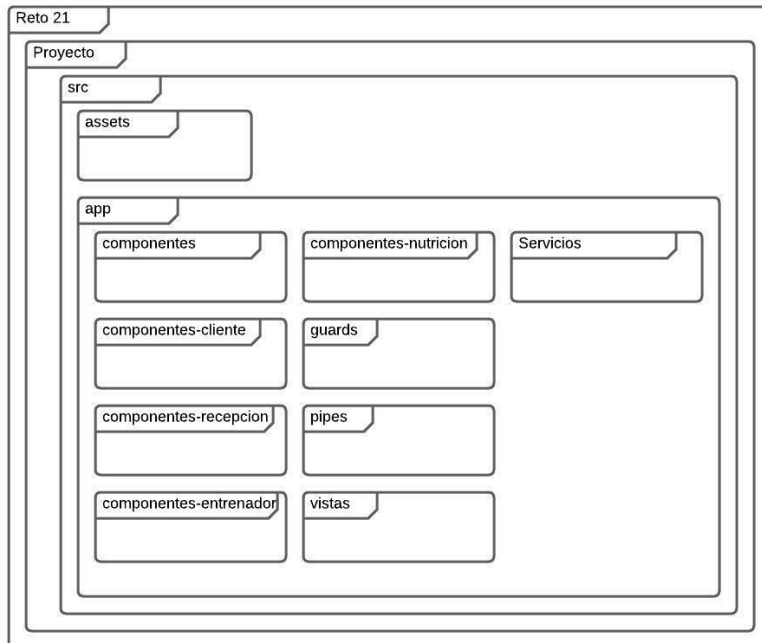 Reto 21
Proyecto
src
assets
app
componentes
componentes-nutricion
Servicios
componentes-cliente
guards
componentes-recepcion
pipes
componentes-entrenador
vistas